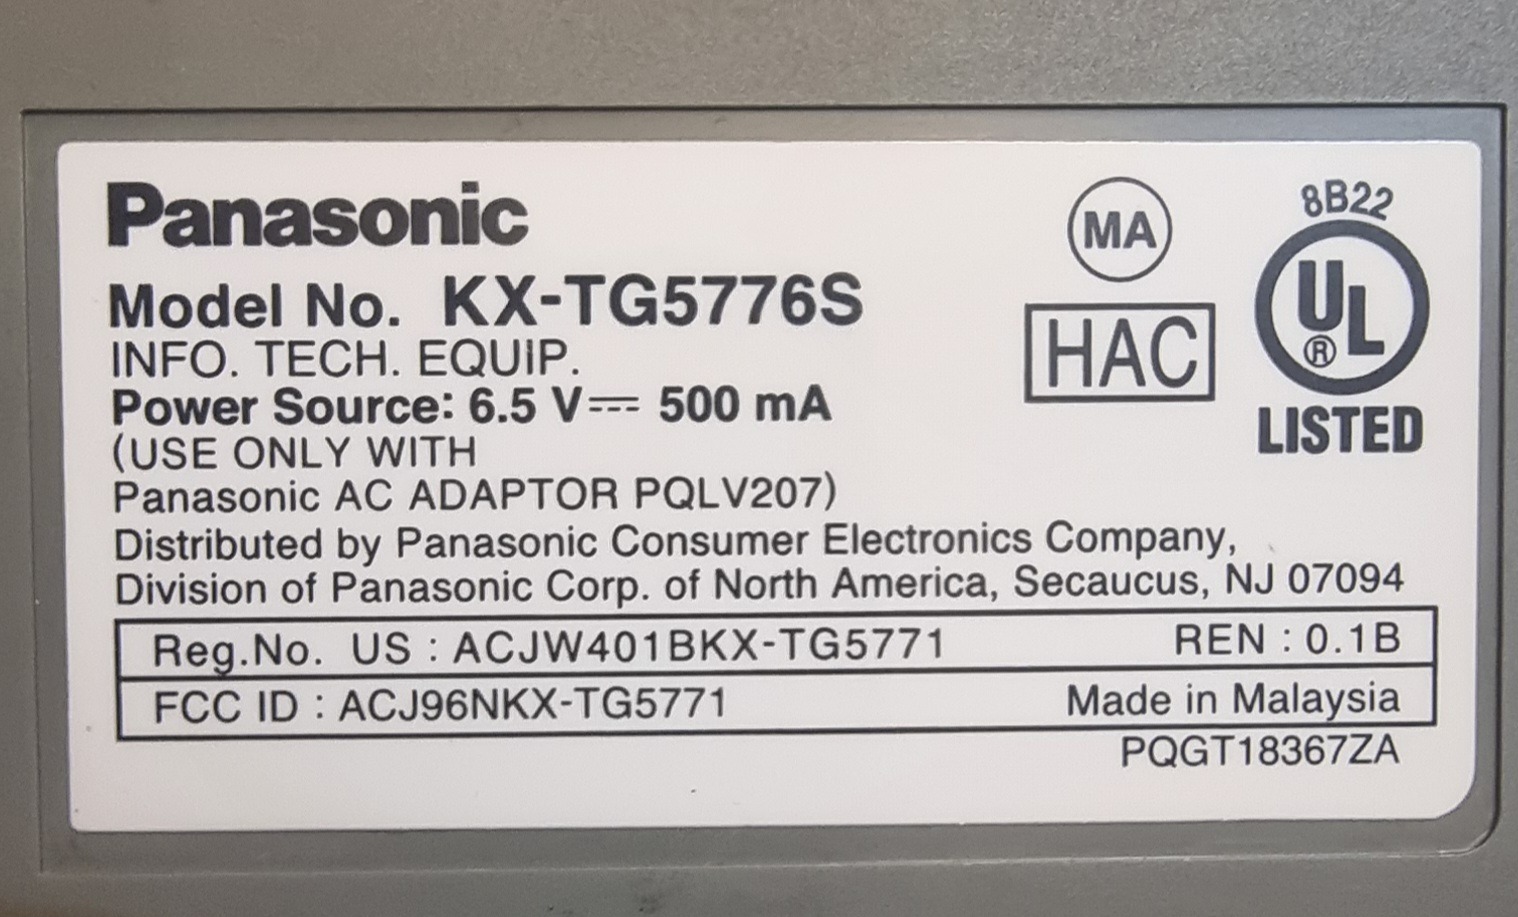 Panasonic
MA
8B22
Model No. KX-TG5776S
HAC
UL
®
LISTED
INFO. TECH. EQUIP.
Power Source: 6.5 V⎓ 500 mA
(USE ONLY WITH
Panasonic AC ADAPTOR PQLV207)
Distributed by Panasonic Consumer Electronics Company,
Division of Panasonic Corp. of North America, Secaucus, NJ 07094
Reg.No. US : ACJW401BKX-TG5771 REN : 0.1B
FCC ID : ACJ96NKX-TG5771 Made in Malaysia
PQGT18367ZA